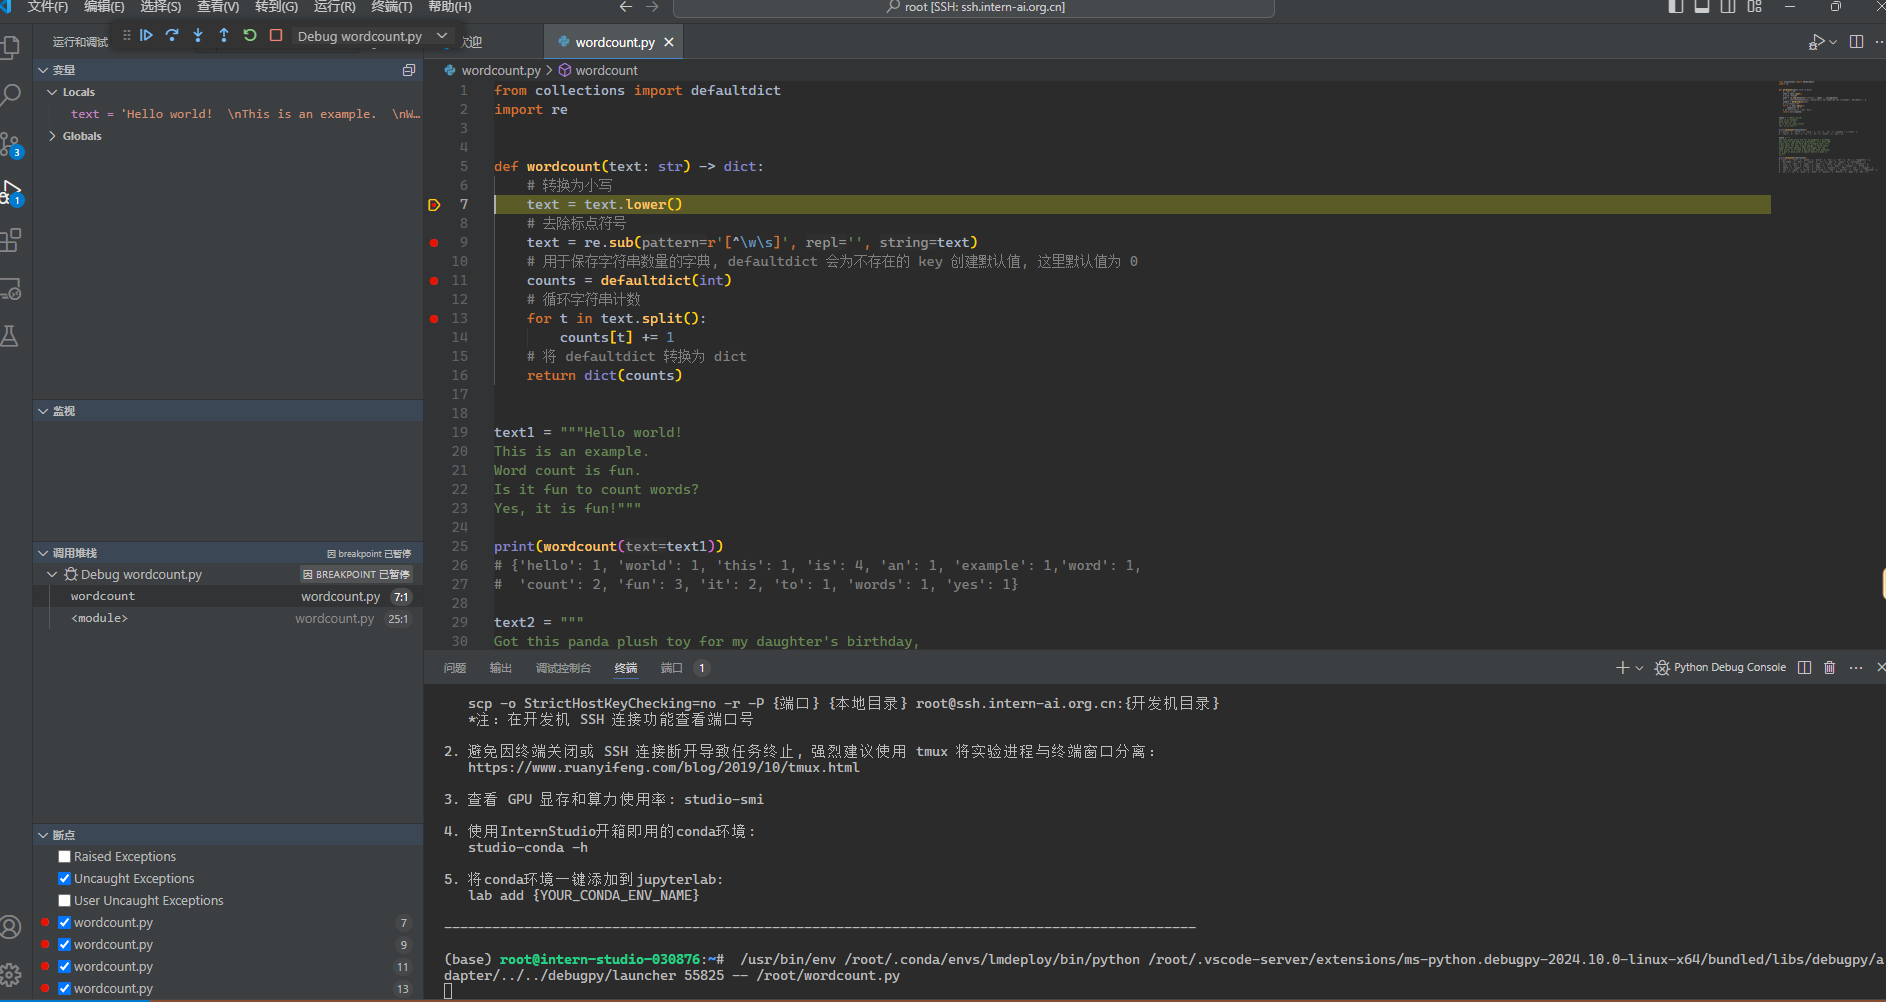 文件(F) 编辑(E) 选择(S) 查看(V) 转到(G) 运行(R) 终端(T) 帮助(H)
root [SSH: ssh.intern-ai.org.cn]
运行和调试
Debug wordcount.py
欢迎
wordcount.py
变量
Locals
text = 'Hello world!  \nThis is an example.  \nW…
Globals
监视
调用堆栈
因 breakpoint 已暂停
Debug wordcount.py
因 BREAKPOINT 已暂停
wordcount wordcount.py 7:1
<module> wordcount.py 25:1
断点
Raised Exceptions
Uncaught Exceptions
User Uncaught Exceptions
wordcount.py 7
wordcount.py 9
wordcount.py 11
wordcount.py 13
3
1
wordcount.py > wordcount
1 from collections import defaultdict
2 import re
3
4
5 def wordcount(text: str) -> dict:
6 # 转换为小写
7 text = text.lower()
8 # 去除标点符号
9 text = re.sub(pattern=r'[^\w\s]', repl='', string=text)
10 # 用于保存字符串数量的字典, defaultdict 会为不存在的 key 创建默认值, 这里默认值为 0
11 counts = defaultdict(int)
12 # 循环字符串计数
13 for t in text.split():
14 counts[t] += 1
15 # 将 defaultdict 转换为 dict
16 return dict(counts)
17
18
19 text1 = """Hello world!
20 This is an example.
21 Word count is fun.
22 Is it fun to count words?
23 Yes, it is fun!"""
24
25 print(wordcount(text=text1))
26 # {'hello': 1, 'world': 1, 'this': 1, 'is': 4, 'an': 1, 'example': 1,'word': 1,
27 #  'count': 2, 'fun': 3, 'it': 2, 'to': 1, 'words': 1, 'yes': 1}
28
29 text2 = """
30 Got this panda plush toy for my daughter's birthday,
问题 输出 调试控制台 终端 端口 1
Python Debug Console
scp -o StrictHostKeyChecking=no -r -P {端口} {本地目录} root@ssh.intern-ai.org.cn:{开发机目录}
*注: 在开发机 SSH 连接功能查看端口号
2. 避免因终端关闭或 SSH 连接断开导致任务终止, 强烈建议使用 tmux 将实验进程与终端窗口分离:
https://www.ruanyifeng.com/blog/2019/10/tmux.html
3. 查看 GPU 显存和算力使用率: studio-smi
4. 使用InternStudio开箱即用的conda环境:
studio-conda -h
5. 将conda环境一键添加到jupyterlab:
lab add {YOUR_CONDA_ENV_NAME}
(base) root@intern-studio-030876:~#  /usr/bin/env /root/.conda/envs/lmdeploy/bin/python /root/.vscode-server/extensions/ms-python.debugpy-2024.10.0-linux-x64/bundled/libs/debugpy/a
dapter/../../debugpy/launcher 55825 -- /root/wordcount.py